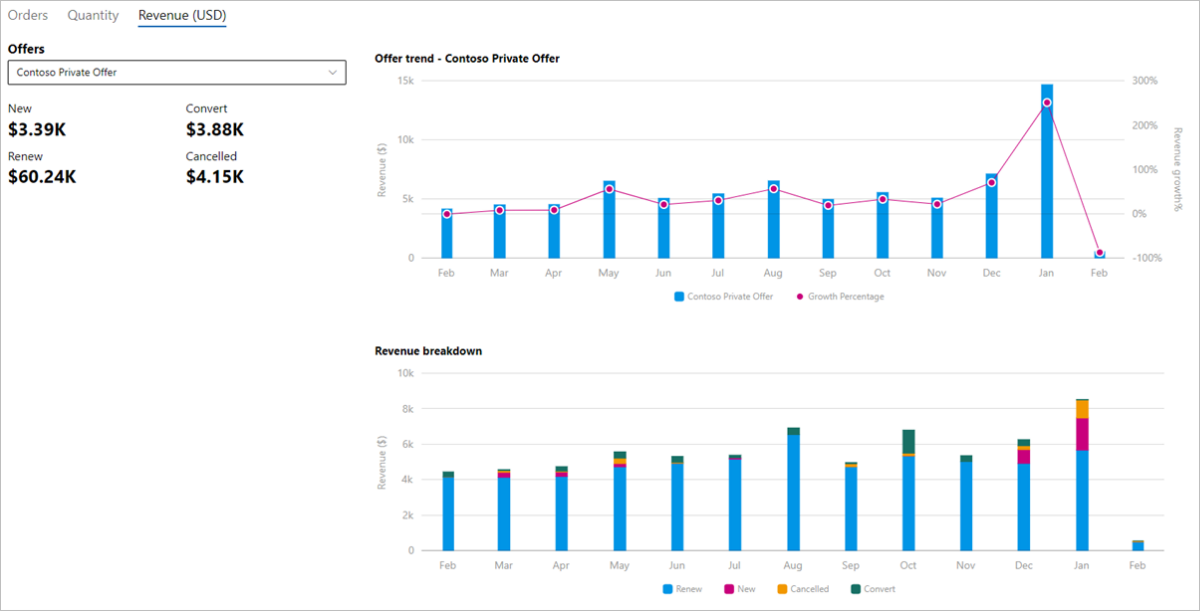 Orders Quantity Revenue (USD)
Offers
Contoso Private Offer
New Convert
$3.39K $3.88K
Renew Cancelled
$60.24K $4.15K
Offer trend - Contoso Private Offer
15k 300%
200%
10k
100%
5k
0%
0 -100%
Revenue ($)
Revenue growth%
Feb Mar Apr May Jun Jul Aug Sep Oct Nov Dec Jan Feb
Contoso Private Offer Growth Percentage
Revenue breakdown
10k
8k
6k
4k
2k
0
Revenue ($)
Feb Mar Apr May Jun Jul Aug Sep Oct Nov Dec Jan Feb
Renew New Cancelled Convert